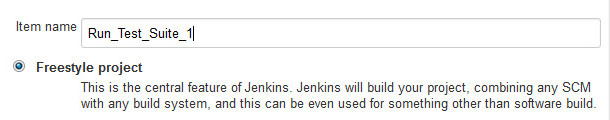 Item name Run_Test_Suite_1
Freestyle project
This is the central feature of Jenkins. Jenkins will build your project, combining any SCM
with any build system, and this can be even used for something other than software build.